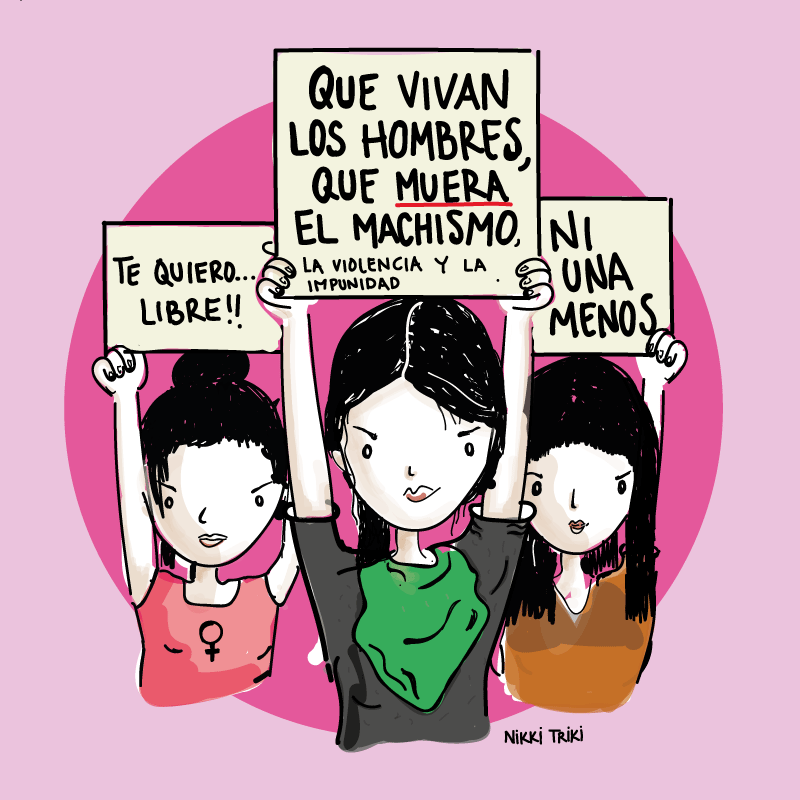 QUE VIVAN
LOS HOMBRES,
QUE MUERA
EL MACHISMO,
LA VIOLENCIA Y LA
IMPUNIDAD .
TE QUIERO...
LIBRE!!
NI
UNA
MENOS
NIKKI TRIKI